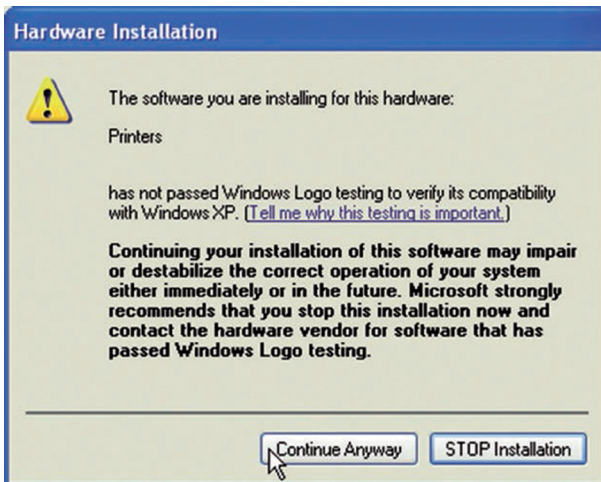 Hardware Installation
The software you are installing for this hardware:
Printers
has not passed Windows Logo testing to verify its compatibility
with Windows XP. (Tell me why this testing is important.)
Continuing your installation of this software may impair
or destabilize the correct operation of your system
either immediately or in the future. Microsoft strongly
recommends that you stop this installation now and
contact the hardware vendor for software that has
passed Windows Logo testing.
Continue Anyway
STOP Installation